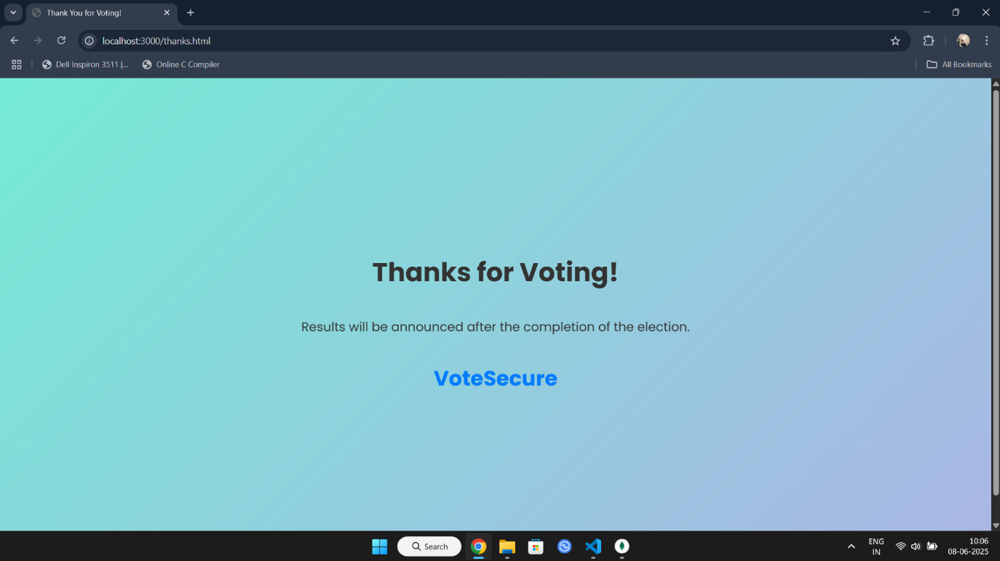 Thank You for Voting!
localhost:3000/thanks.html
Dell Inspiron 3511 |...
Online C Compiler
All Bookmarks
Thanks for Voting!
Results will be announced after the completion of the election.
VoteSecure
Search
ENG
IN
10:06
08-06-2025